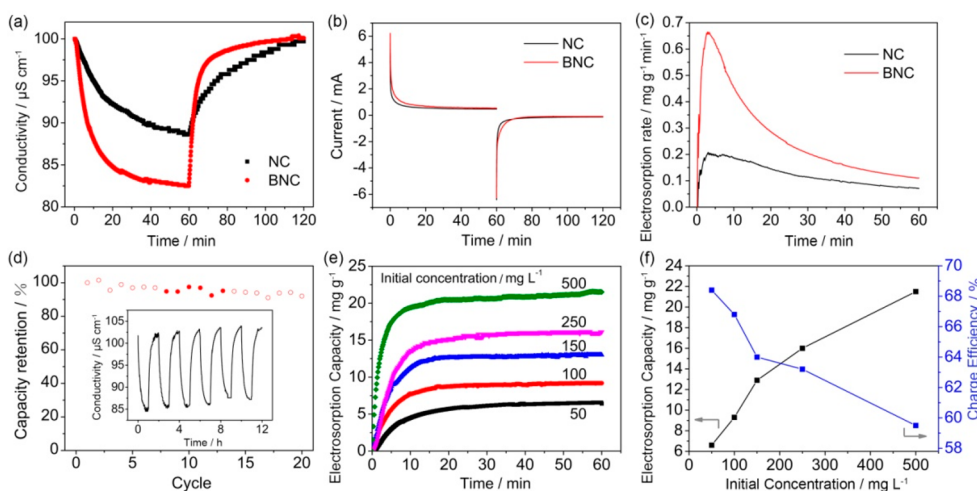 (a)
Conductivity / µS cm⁻¹
100
95
90
85
80
NC
BNC
0 20 40 60 80 100 120
Time / min
(b)
Current / mA
6
4
2
0
-2
-4
-6
NC
BNC
0 20 40 60 60 80 100 120
Time / min
(c)
Electrosorption rate / mg g⁻¹ min⁻¹
0.7
0.6
0.5
0.4
0.3
0.2
0.1
0.0
NC
BNC
0 10 20 30 40 50 60
Time / min
(d)
Capacity retention / %
120
100
80
60
40
20
0
Conductivity / µS cm⁻¹
105
100
95
90
85
0 4 8 12
Time / h
0 5 10 15 20
Cycle
(e)
Electrosorption Capacity / mg g⁻¹
25
20
15
10
5
0
Initial concentration / mg L⁻¹
500
250
150
100
50
0 10 20 30 40 50 60
Time / min
(f)
Electrosorption Capacity / mg g⁻¹
24
22
20
18
16
14
12
10
8
6
70
68
66
64
62
60
58
Charge Efficiency / %
0 100 200 300 400 500
Initial Concentration / mg L⁻¹